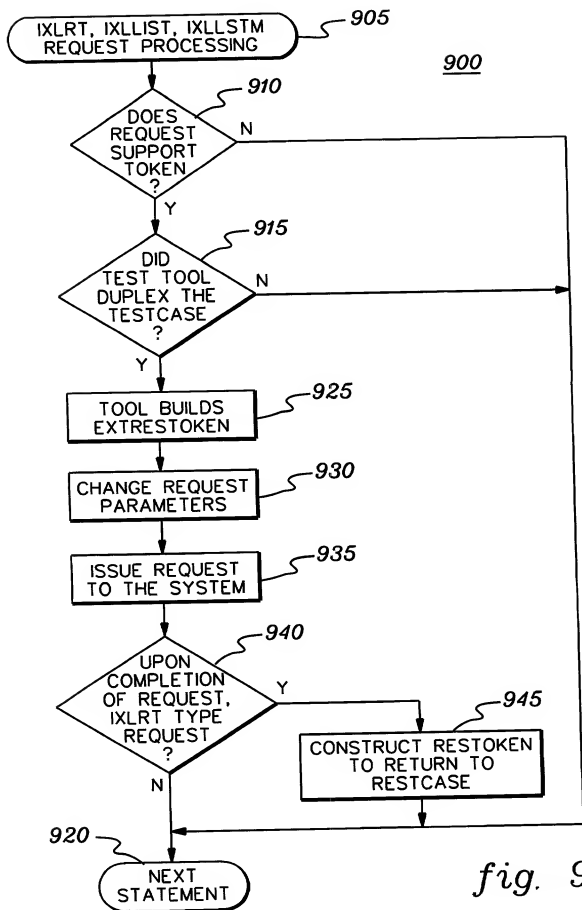 IXLRT, IXLLIST, IXLLSTM
REQUEST PROCESSING
905
900
910
DOES
REQUEST
SUPPORT
TOKEN
?
N
Y
915
DID
TEST TOOL
DUPLEX THE
TESTCASE
?
N
Y
925
TOOL BUILDS
EXTRESTOKEN
930
CHANGE REQUEST
PARAMETERS
935
ISSUE REQUEST
TO THE SYSTEM
940
UPON
COMPLETION
OF REQUEST,
IXLRT TYPE
REQUEST
?
Y
945
CONSTRUCT RESTOKEN
TO RETURN TO
RESTCASE
N
920
NEXT
STATEMENT
fig. 9